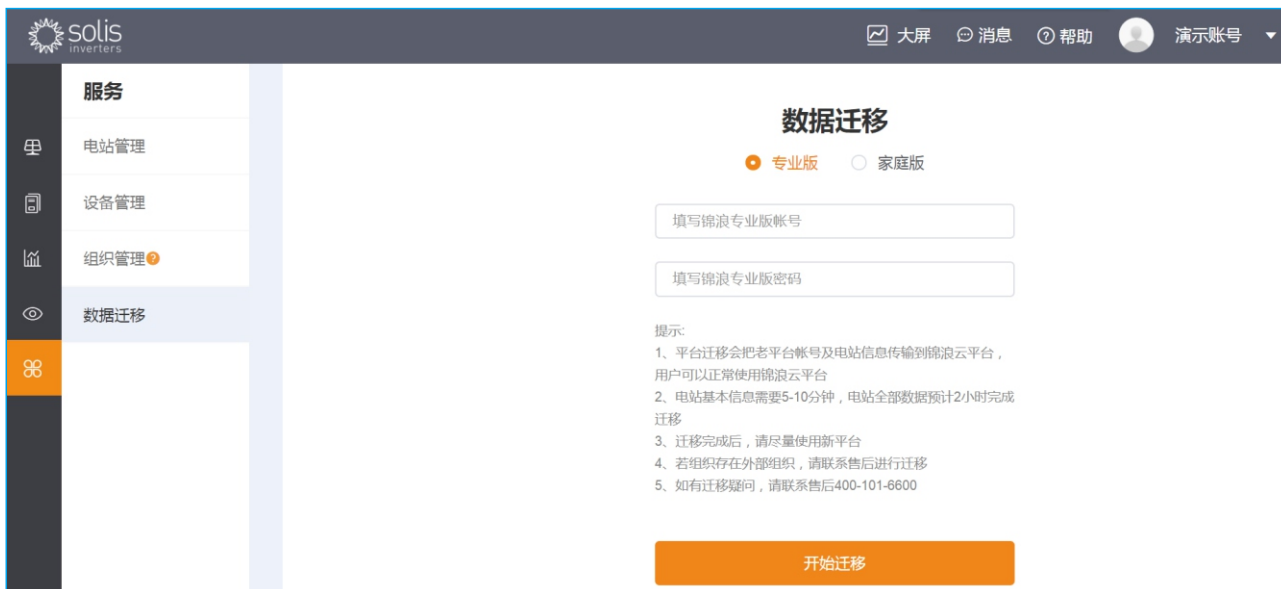 solis
inverters
大屏
消息
帮助
演示账号
服务
电站管理
设备管理
组织管理
数据迁移
数据迁移
专业版
家庭版
填写锦浪专业版帐号
填写锦浪专业版密码
提示:
1、平台迁移会把老平台帐号及电站信息传输到锦浪云平台，
用户可以正常使用锦浪云平台
2、电站基本信息需要5-10分钟，电站全部数据预计2小时完成
迁移
3、迁移完成后，请尽量使用新平台
4、若组织存在外部组织，请联系售后进行迁移
5、如有迁移疑问，请联系售后400-101-6600
开始迁移